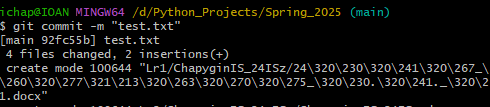 ichap@IOAN MINGW64 /d/Python_Projects/Spring_2025 (main)
$ git commit -m "test.txt"
[main 92fc55b] test.txt
 4 files changed, 2 insertions(+)
 create mode 100644 "Lr1/ChapyginIS_24ISz/24\320\230\320\241\320\267_\
\260\320\277\321\213\320\263\320\270\320\275_\320\230.\320\241._\320\
1.docx"